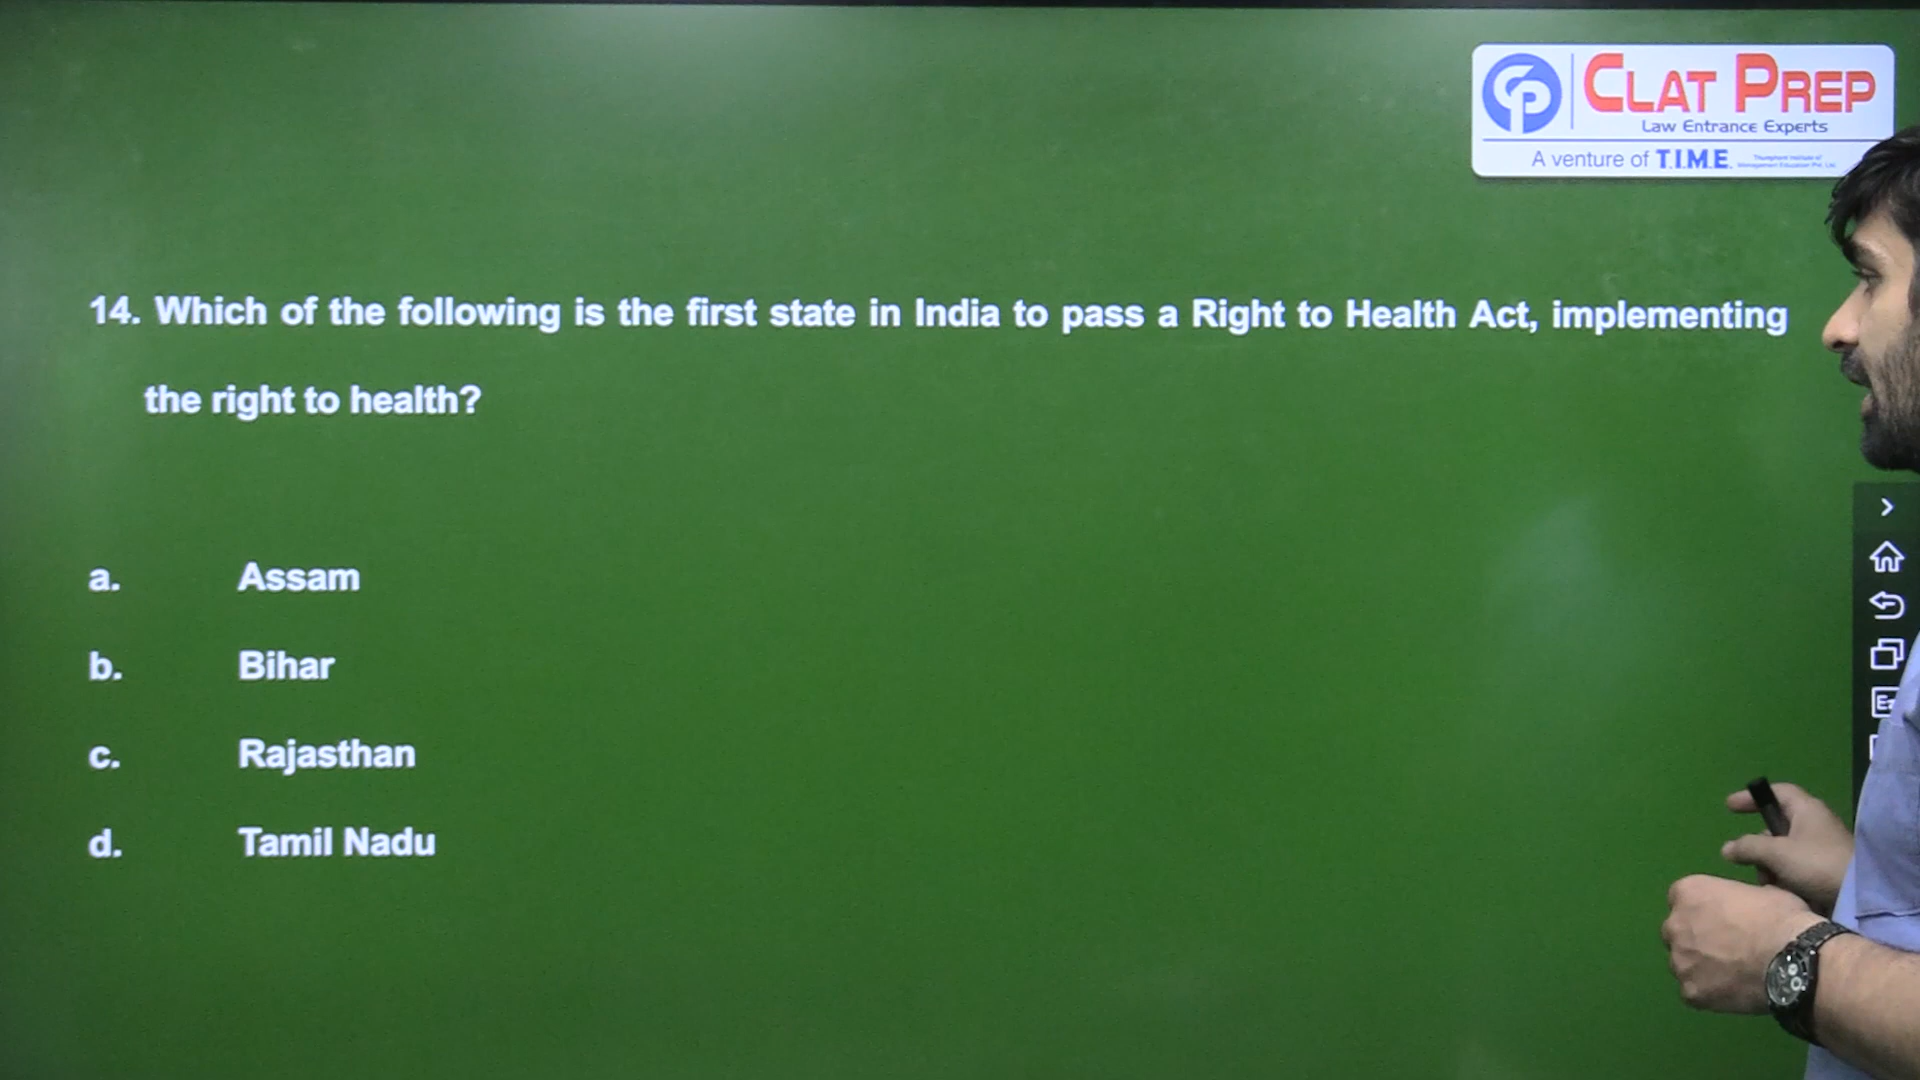 CLAT PREP
Law Entrance Experts
A venture of T.I.M.E.
14. Which of the following is the first state in India to pass a Right to Health Act, implementing
the right to health?
a. Assam
b. Bihar
c. Rajasthan
d. Tamil Nadu